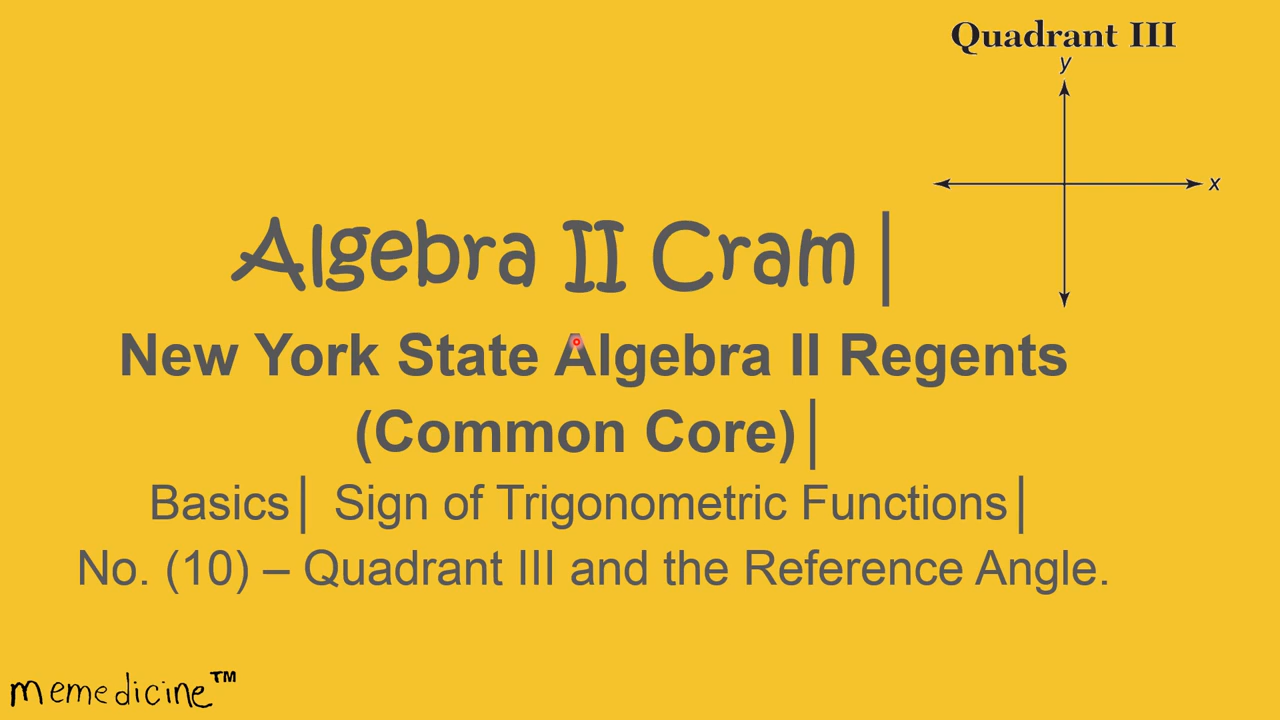 Quadrant III
y
x
Algebra II Cram|
New York State Algebra II Regents
(Common Core)|
Basics| Sign of Trigonometric Functions|
No. (10) – Quadrant III and the Reference Angle.
memedicine™